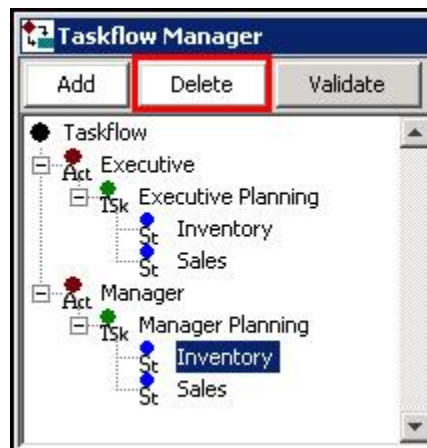 Taskflow Manager
Add Delete Validate
Taskflow
Act Executive
Tsk Executive Planning
St Inventory
St Sales
Act Manager
Tsk Manager Planning
St Inventory
St Sales